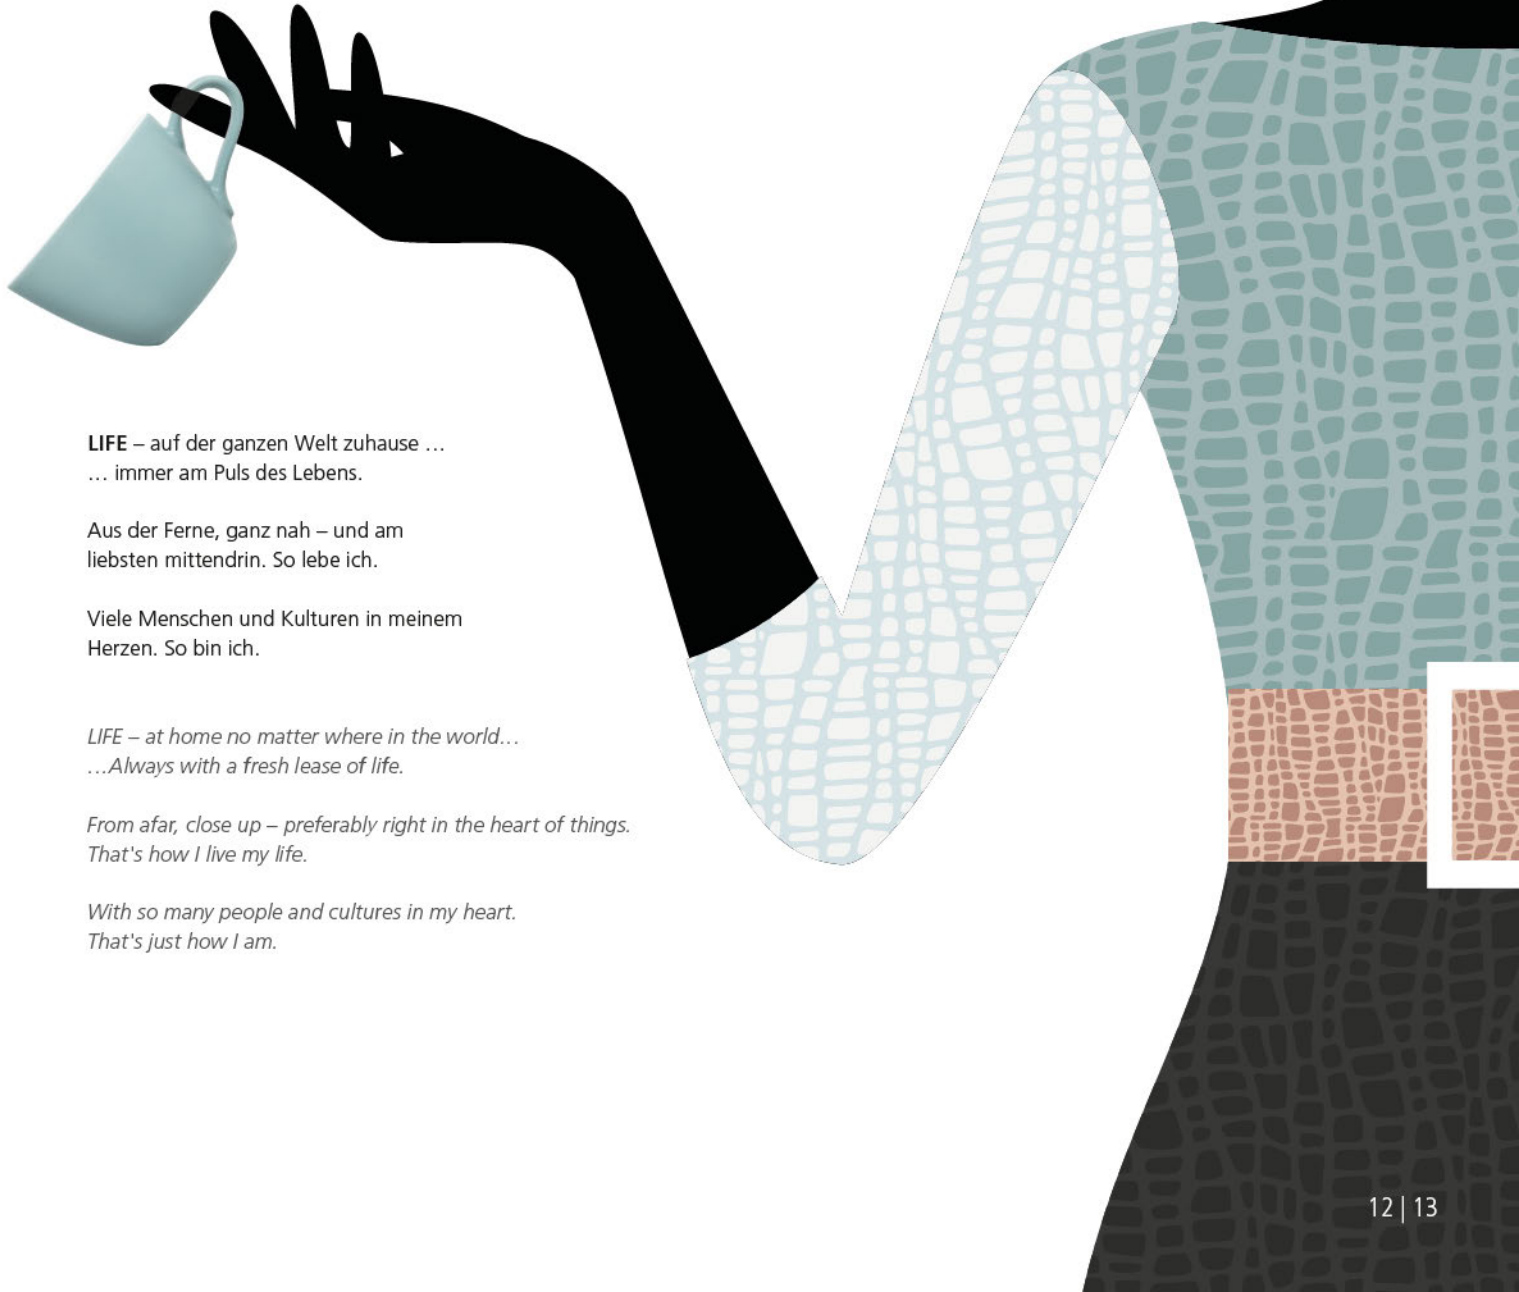 LIFE – auf der ganzen Welt zuhause …
… immer am Puls des Lebens.
Aus der Ferne, ganz nah – und am
liebsten mittendrin. So lebe ich.
Viele Menschen und Kulturen in meinem
Herzen. So bin ich.
LIFE – at home no matter where in the world…
…Always with a fresh lease of life.
From afar, close up – preferably right in the heart of things.
That's how I live my life.
With so many people and cultures in my heart.
That's just how I am.
12 | 13